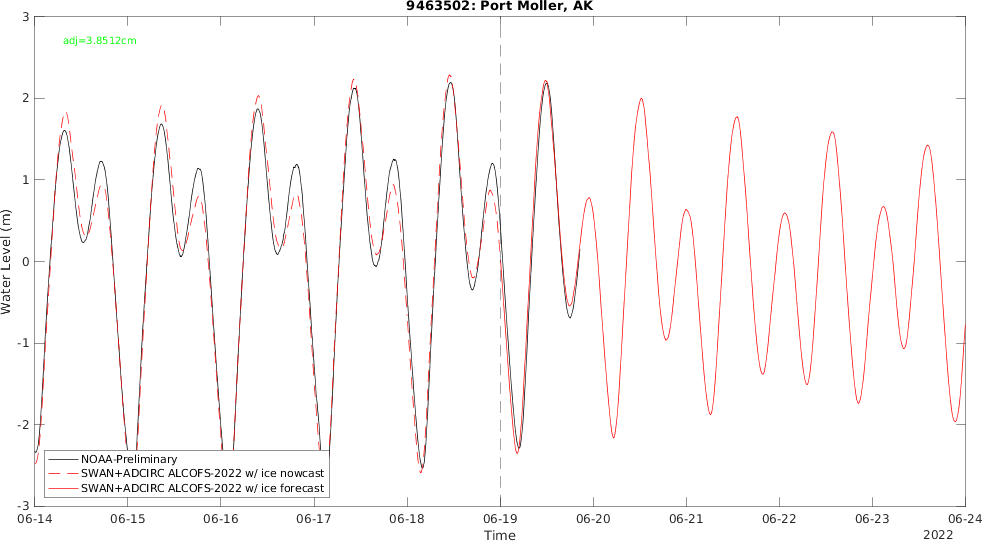 9463502: Port Moller, AK
adj=3.8512cm
3
2
1
0
-1
-2
-3
Water Level (m)
NOAA-Preliminary
SWAN+ADCIRC ALCOFS-2022 w/ ice nowcast
SWAN+ADCIRC ALCOFS-2022 w/ ice forecast
06-14 06-15 06-16 06-17 06-18 06-19 06-20 06-21 06-22 06-23 06-24
Time
2022